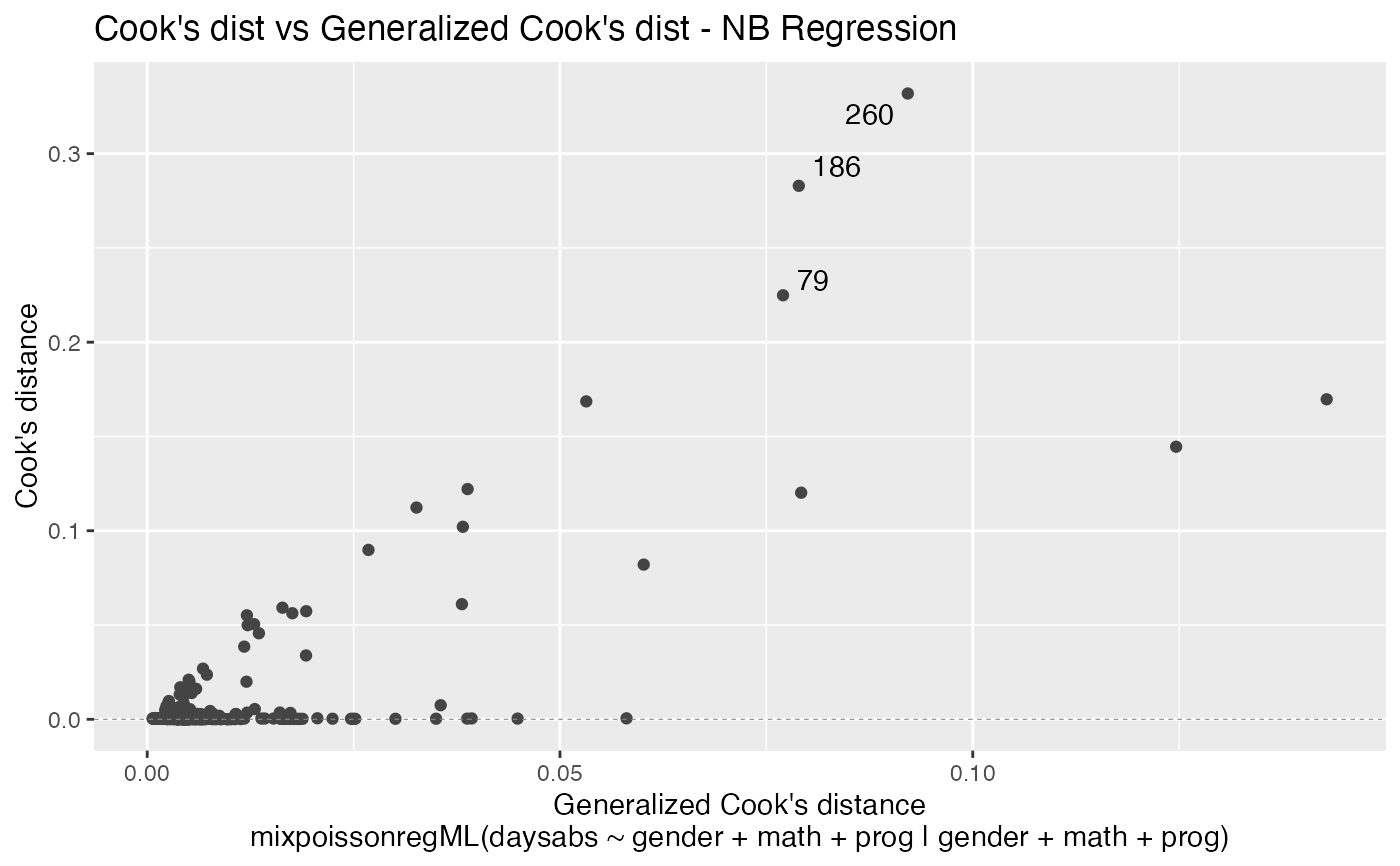 Cook's dist vs Generalized Cook's dist - NB Regression
260
0.3
186
79
Cook's distance
0.2
0.1
0.0
0.00 0.05 0.10
Generalized Cook's distance
mixpoissonregML(daysabs ~ gender + math + prog | gender + math + prog)